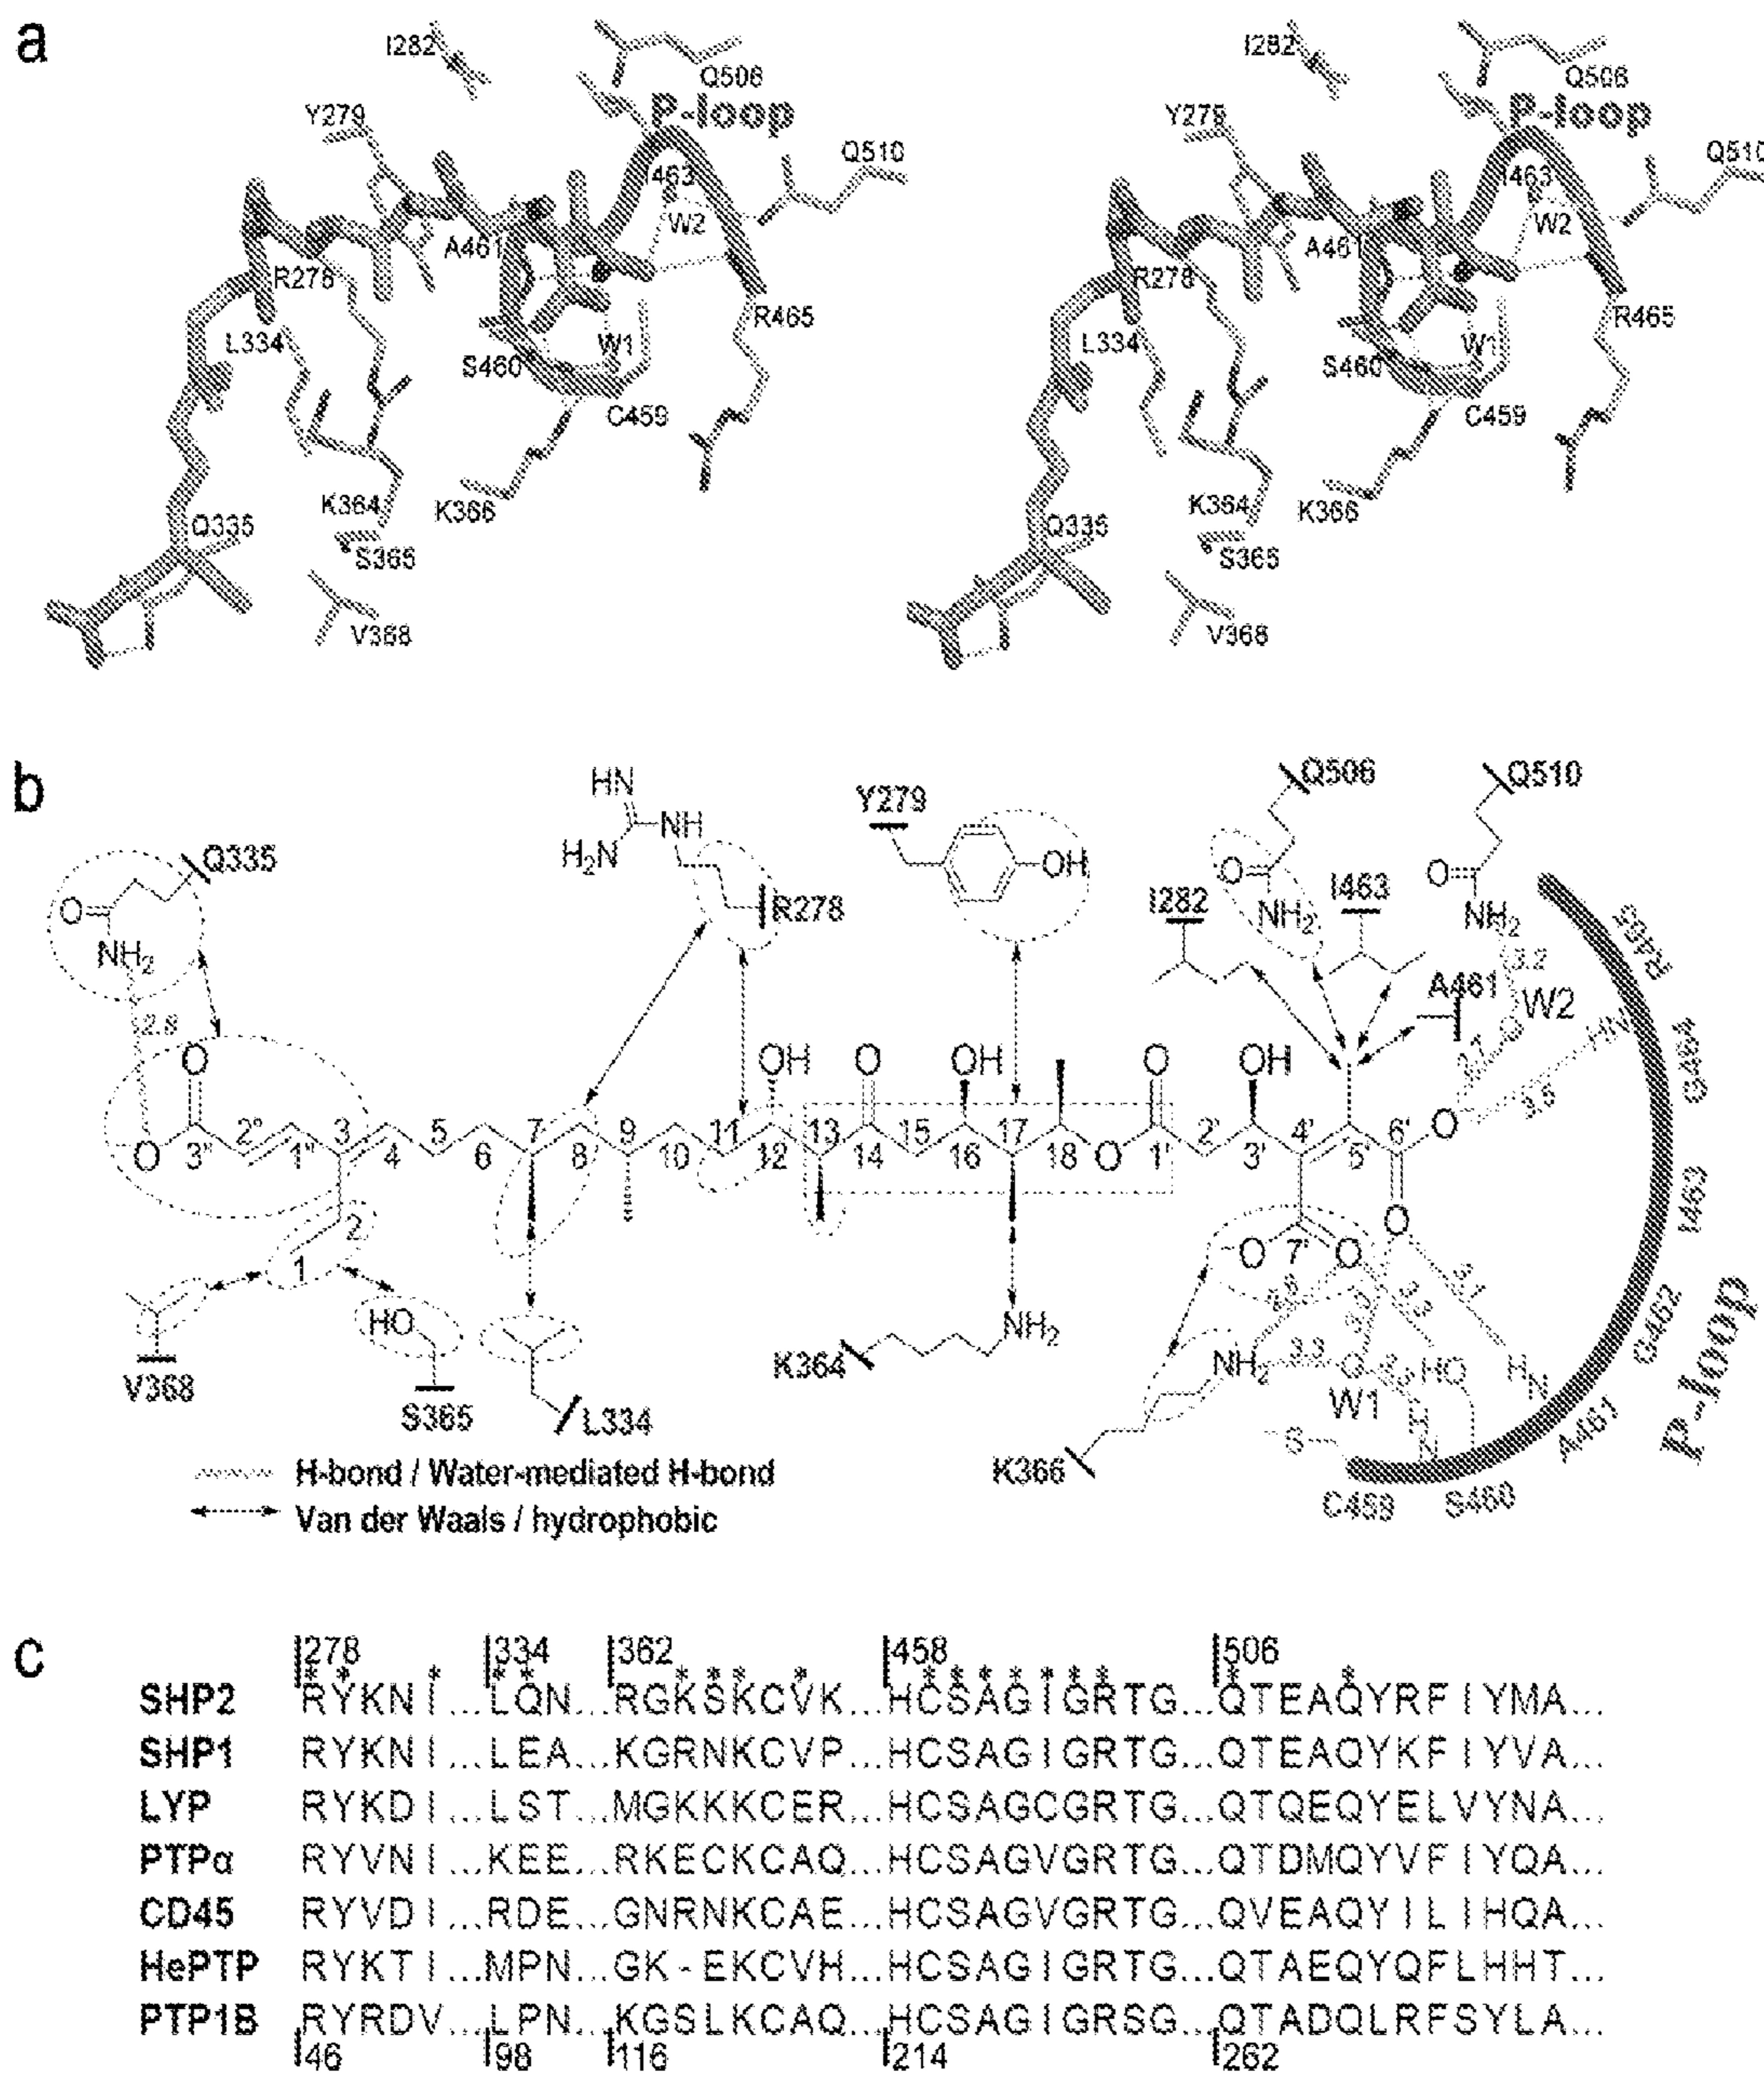 a
I282
Q506
P-loop
Y279
Q510
I463
W2
A461
R278
R465
L334
W1
S460
C459
K364
K366
Q335
S365
V368
I282
Q506
P-loop
Y279
Q510
I463
W2
A461
R278
R465
L334
W1
S460
C459
K364
K366
Q335
S365
V368
b
Q335
O
NH2
2.8
HN
NH
H2N
R278
Y279
OH
Q506
Q510
O
NH2
O
NH2
I282
I463
A461
3.2
W2
HN
R465
G464
I463
G462
A461
S460
C459
P-loop
O
OH
O
OH
O
OH
O 3" 2" 1" 3 4 5 6 7 8 9 10 11 12 13 14 15 16 17 18 O 1' 2' 3' 4' 5' 6' O
2
1
O 7' O
O
V368
HO
S365
L334
K364
NH2
K366
NH2
3.3
W1
HO
H
N
H
N
S
H-bond / Water-mediated H-bond
Van der Waals / hydrophobic
c
278 334 362 458 506
SHP2 RYKNI...LQN...RGKSKCVK...HCSAGIGRTG...QTEAQYRFIYMA...
SHP1 RYKNI...LEA...KGRNKCVP...HCSAGIGRTG...QTEAQYKFIYVA...
LYP RYKDI...LST...MGKKKCER...HCSAGCGRTG...QTQEQYELVYNA...
PTPα RYVNI...KEE...RKECKCAQ...HCSAGVGRTG...QTDMQYVFIYQA...
CD45 RYVDI...RDE...GNRNKCAE...HCSAGVGRTG...QVEAQYILIHQA...
HePTP RYKTI...MPN...GK-EKCVH...HCSAGIGRTG...QTAEQYQFLHHT...
PTP1B RYRDV...LPN...KGSLKCAQ...HCSAGIGRSG...QTADQLRFSYLA...
46 98 116 214 262